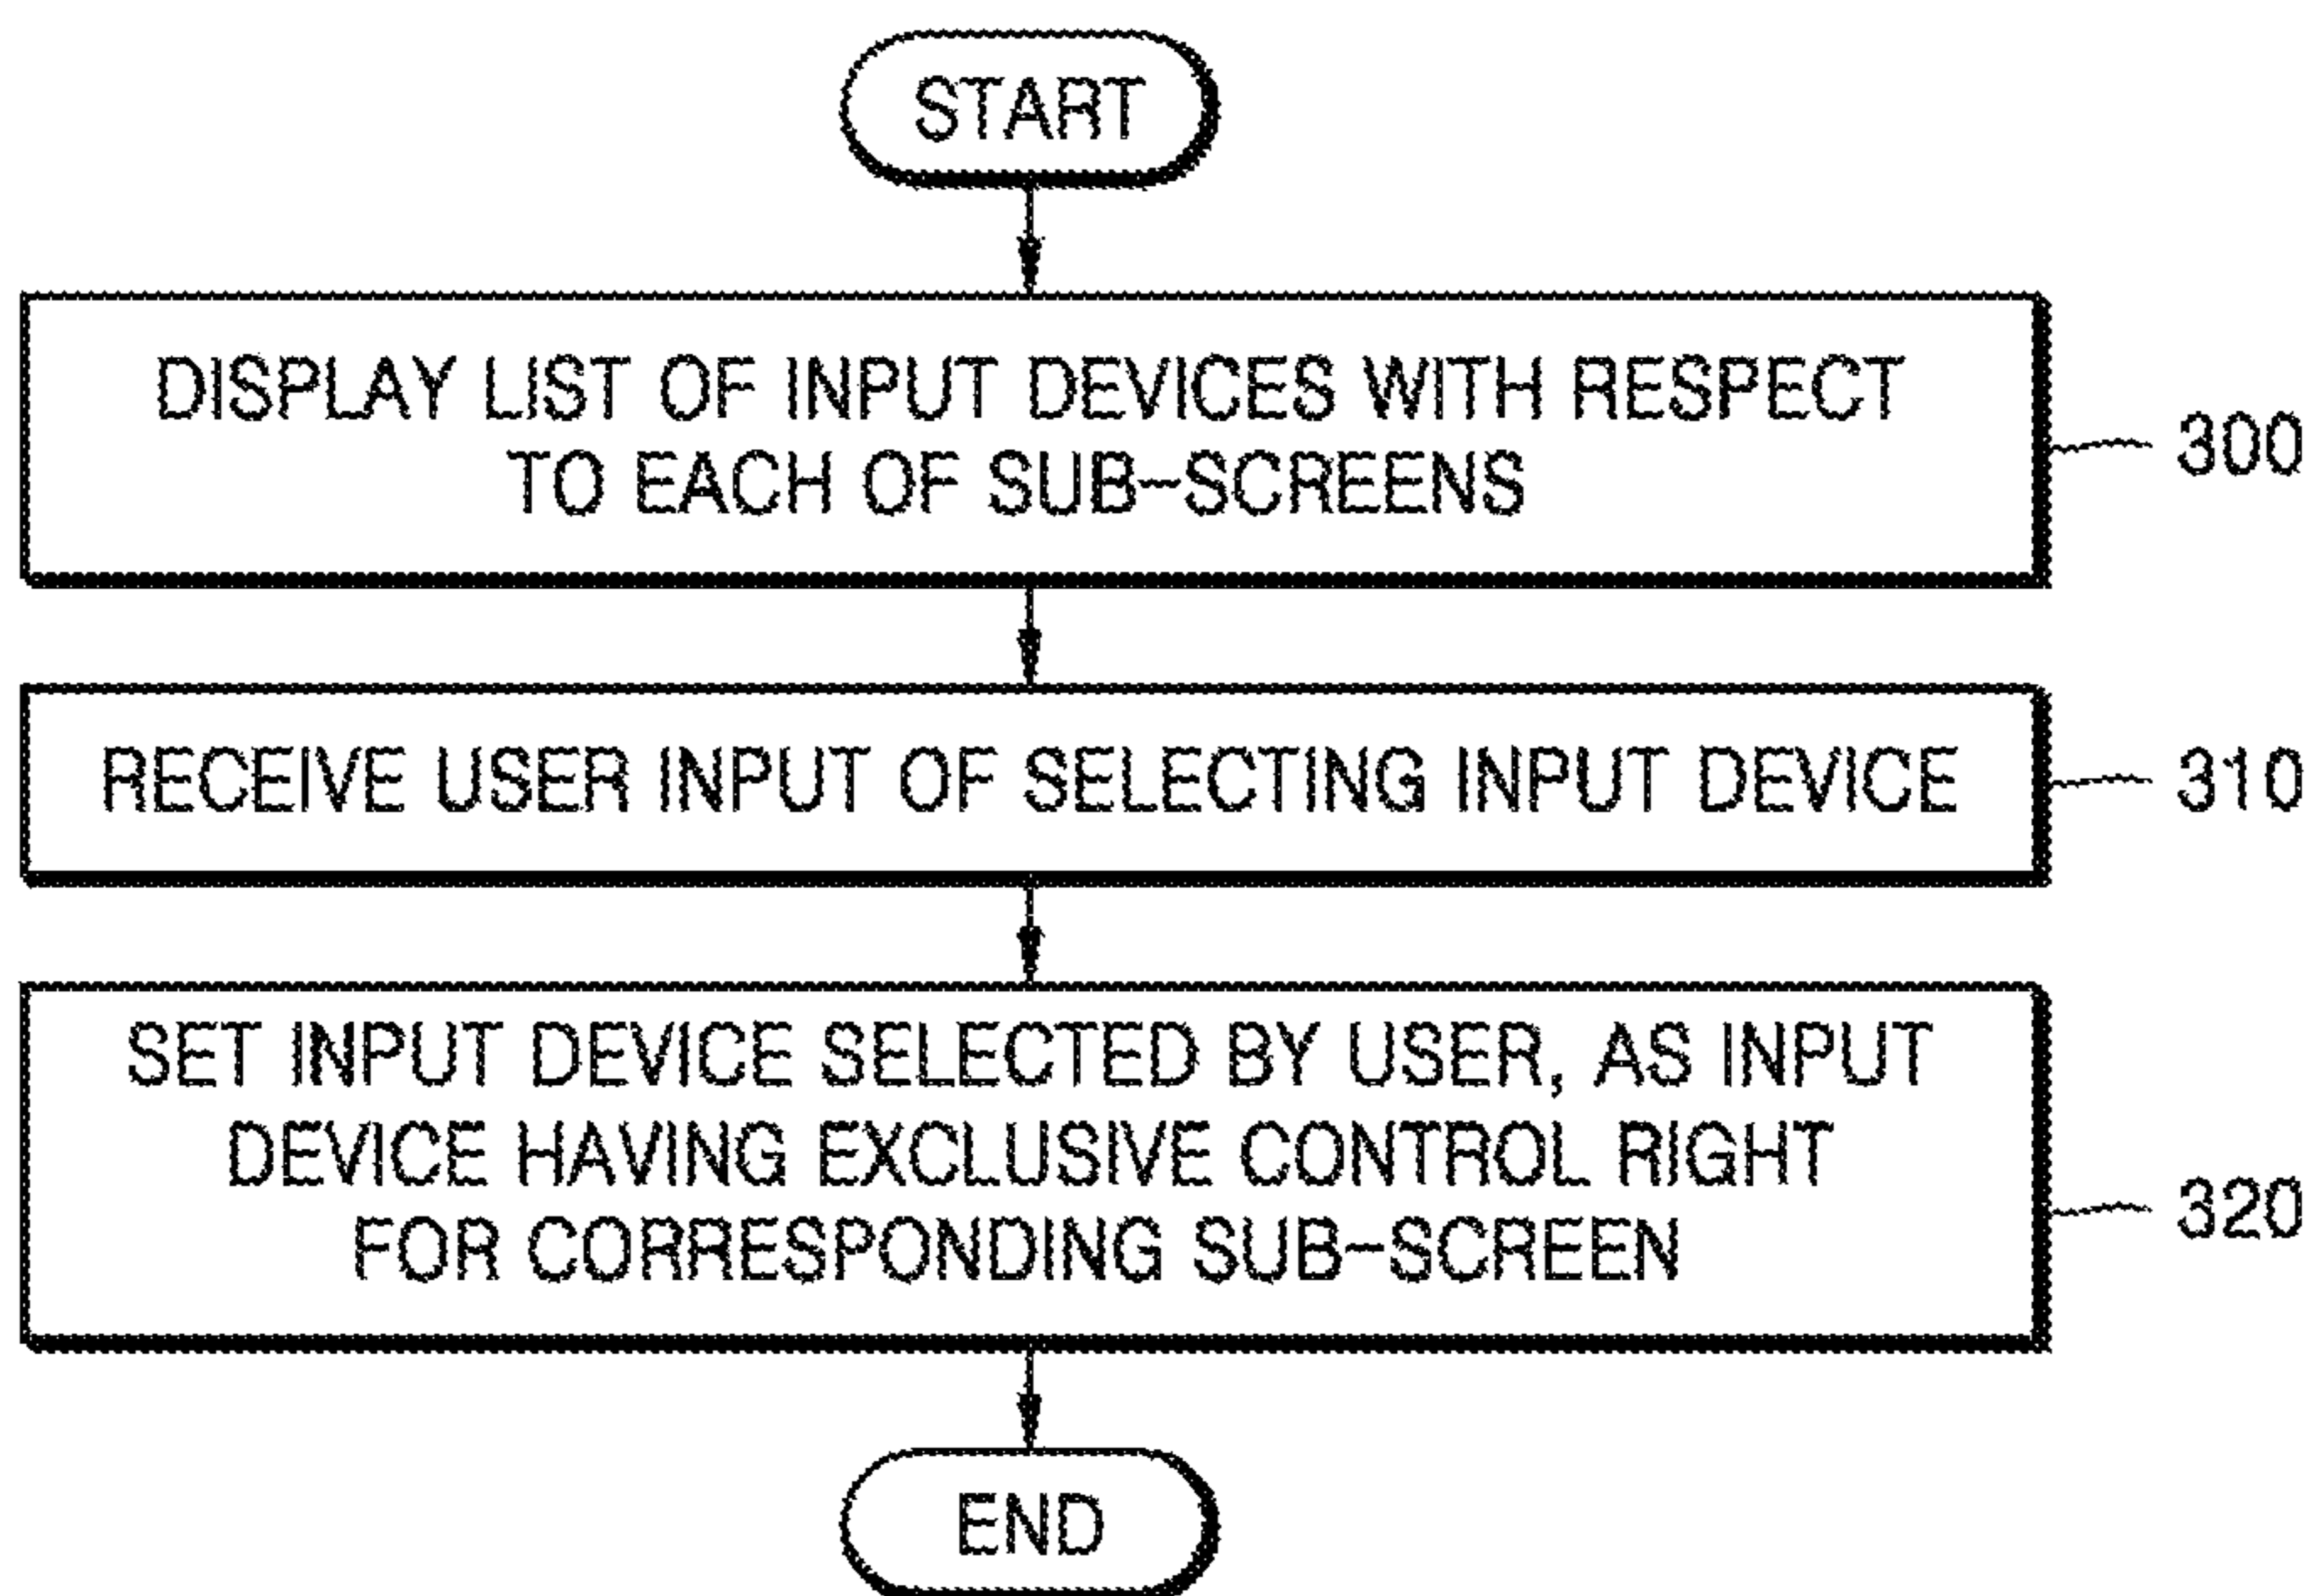 START
DISPLAY LIST OF INPUT DEVICES WITH RESPECT
TO EACH OF SUB-SCREENS
300
RECEIVE USER INPUT OF SELECTING INPUT DEVICE
310
SET INPUT DEVICE SELECTED BY USER, AS INPUT
DEVICE HAVING EXCLUSIVE CONTROL RIGHT
FOR CORRESPONDING SUB-SCREEN
320
END